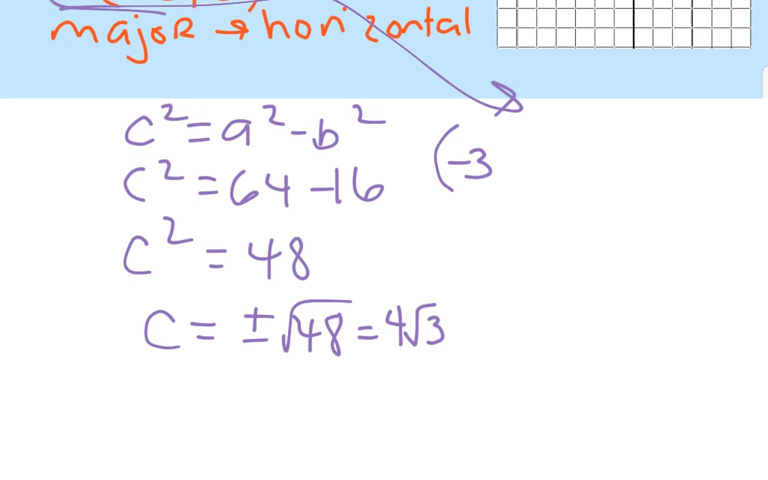 major → horizontal
c² = a² - b²
c² = 64 - 16
(-3
c² = 48
c = ±√48 = 4√3